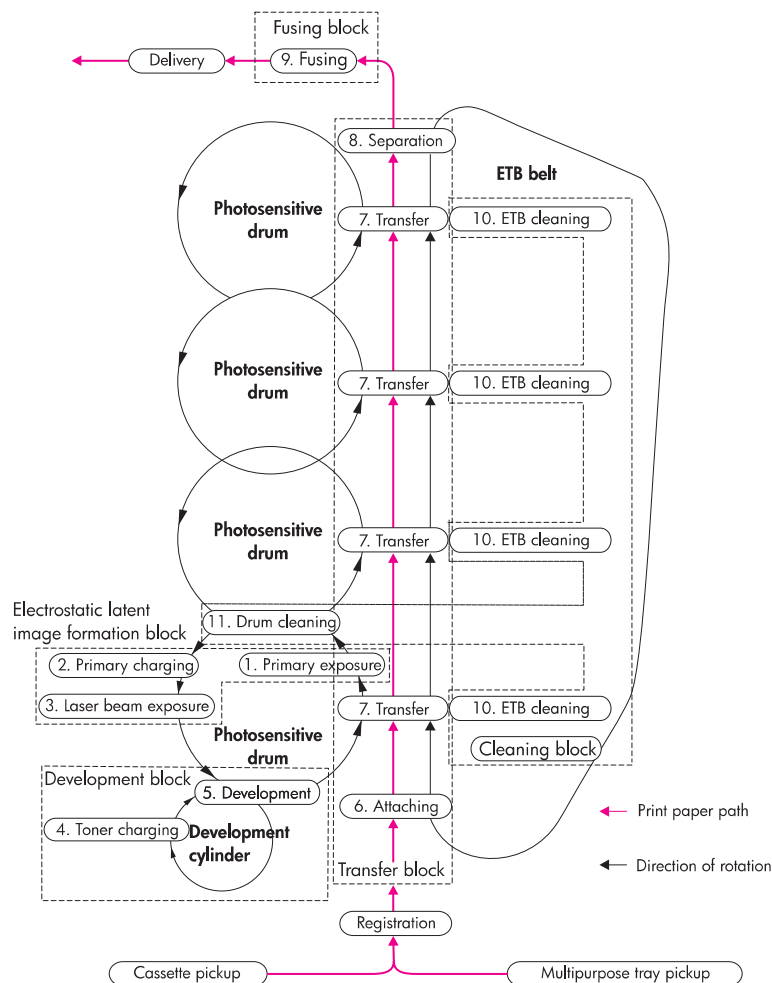 Fusing block
Delivery
9. Fusing
8. Separation
ETB belt
Photosensitive
drum
7. Transfer
10. ETB cleaning
Photosensitive
drum
7. Transfer
10. ETB cleaning
Photosensitive
drum
7. Transfer
10. ETB cleaning
Electrostatic latent
image formation block
11. Drum cleaning
2. Primary charging
1. Primary exposure
3. Laser beam exposure
7. Transfer
10. ETB cleaning
Photosensitive
drum
Cleaning block
Development block
5. Development
6. Attaching
4. Toner charging
Development
cylinder
Print paper path
Transfer block
Direction of rotation
Registration
Cassette pickup
Multipurpose tray pickup